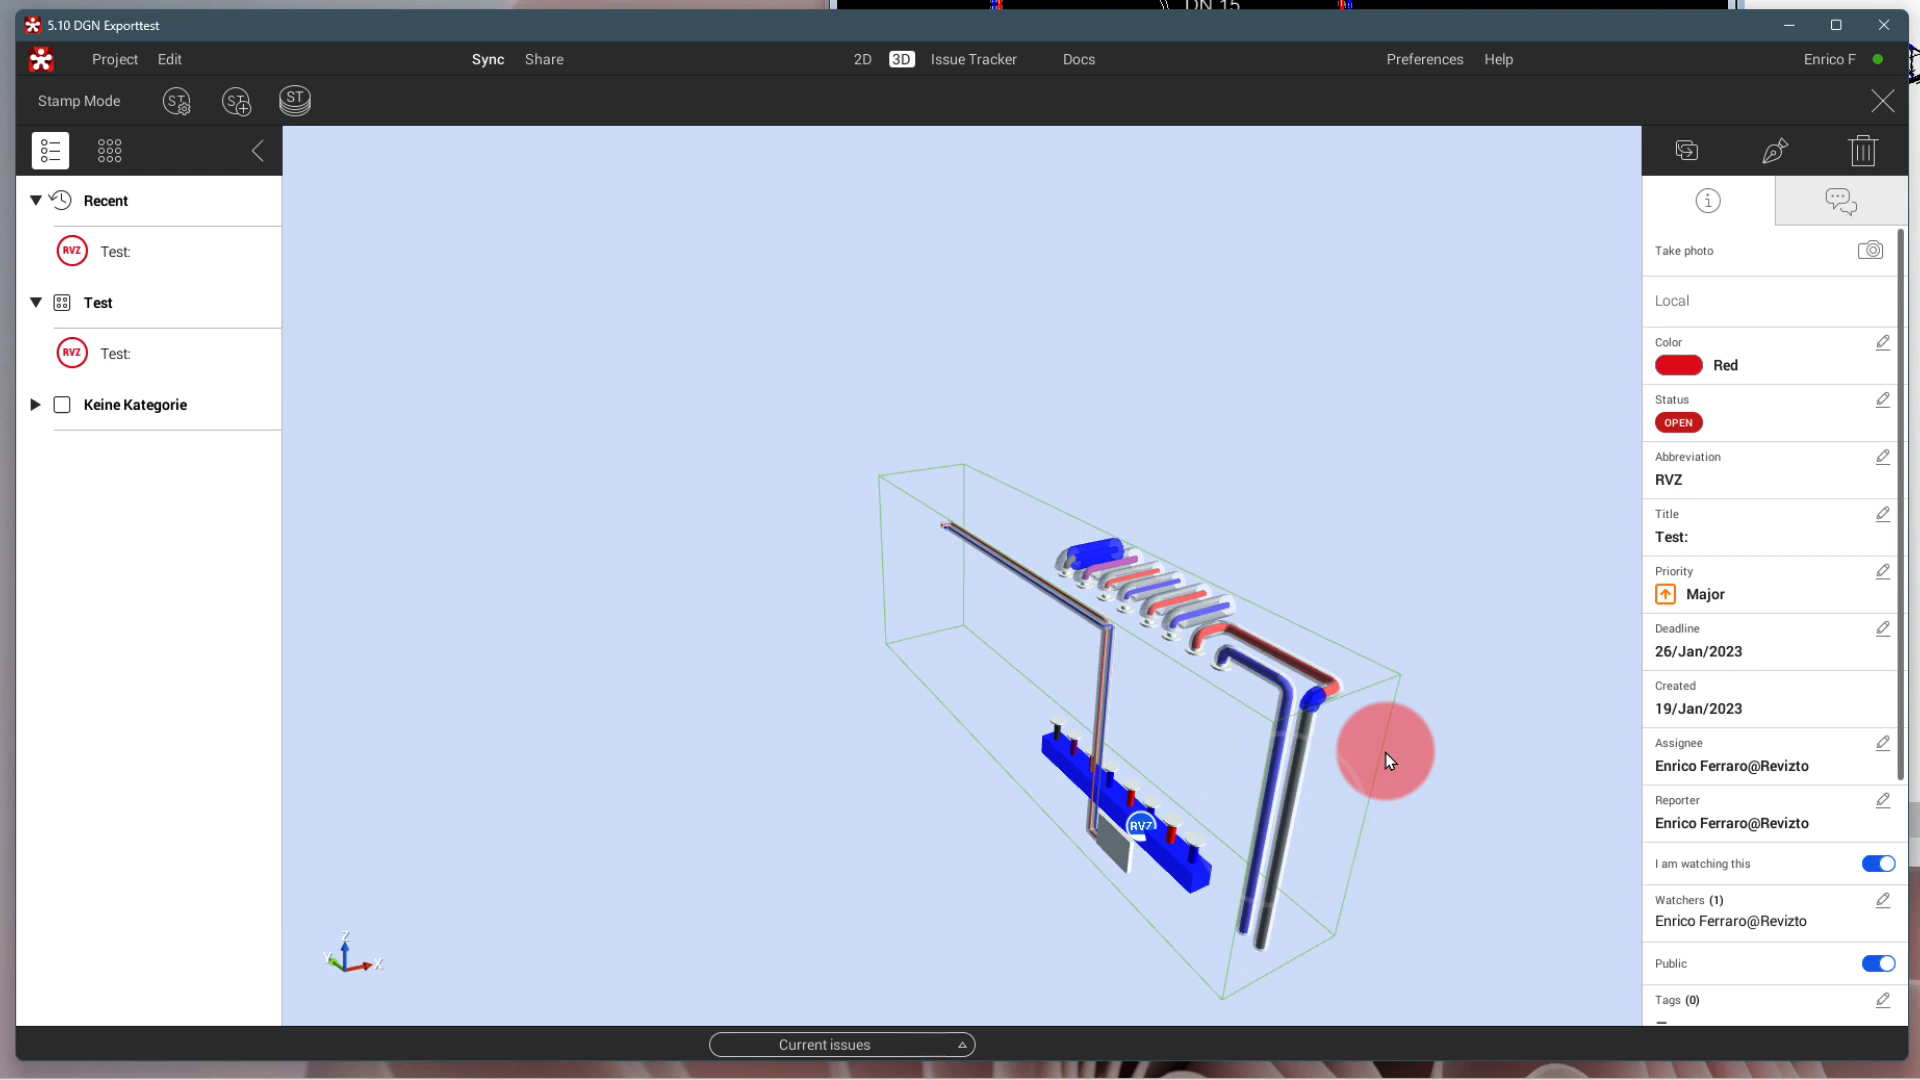 DN 15
5.10 DGN Exporttest
Project Edit Sync Share 2D 3D Issue Tracker Docs Preferences Help Enrico F
Stamp Mode ST ST ST
Recent
RVZ Test:
Test
RVZ Test:
Keine Kategorie
RVZ
Z
Y X
Take photo
Local
Color
Red
Status
OPEN
Abbreviation
RVZ
Title
Test:
Priority
Major
Deadline
26/Jan/2023
Created
19/Jan/2023
Assignee
Enrico Ferraro@Revizto
Reporter
Enrico Ferraro@Revizto
I am watching this
Watchers (1)
Enrico Ferraro@Revizto
Public
Tags (0)
Current issues